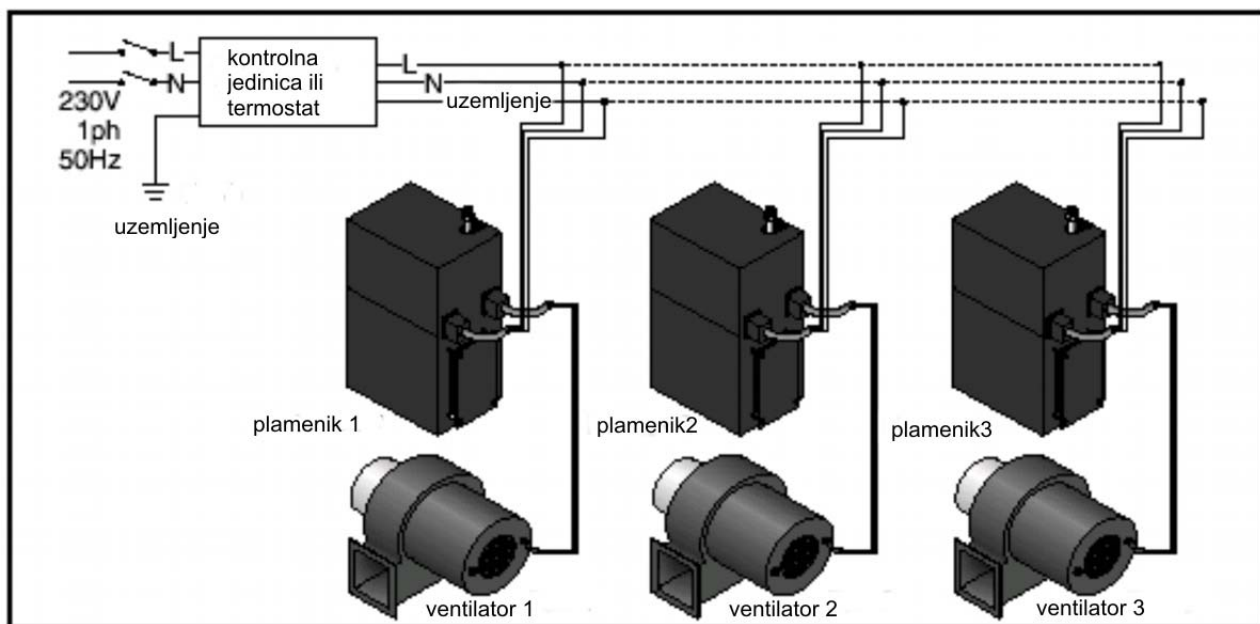 L
N
230V
1ph
50Hz
uzemljenje
kontrolna
jedinica ili
termostat
L
N
uzemljenje
plamenik 1
plamenik2
plamenik3
ventilator 1
ventilator 2
ventilator 3